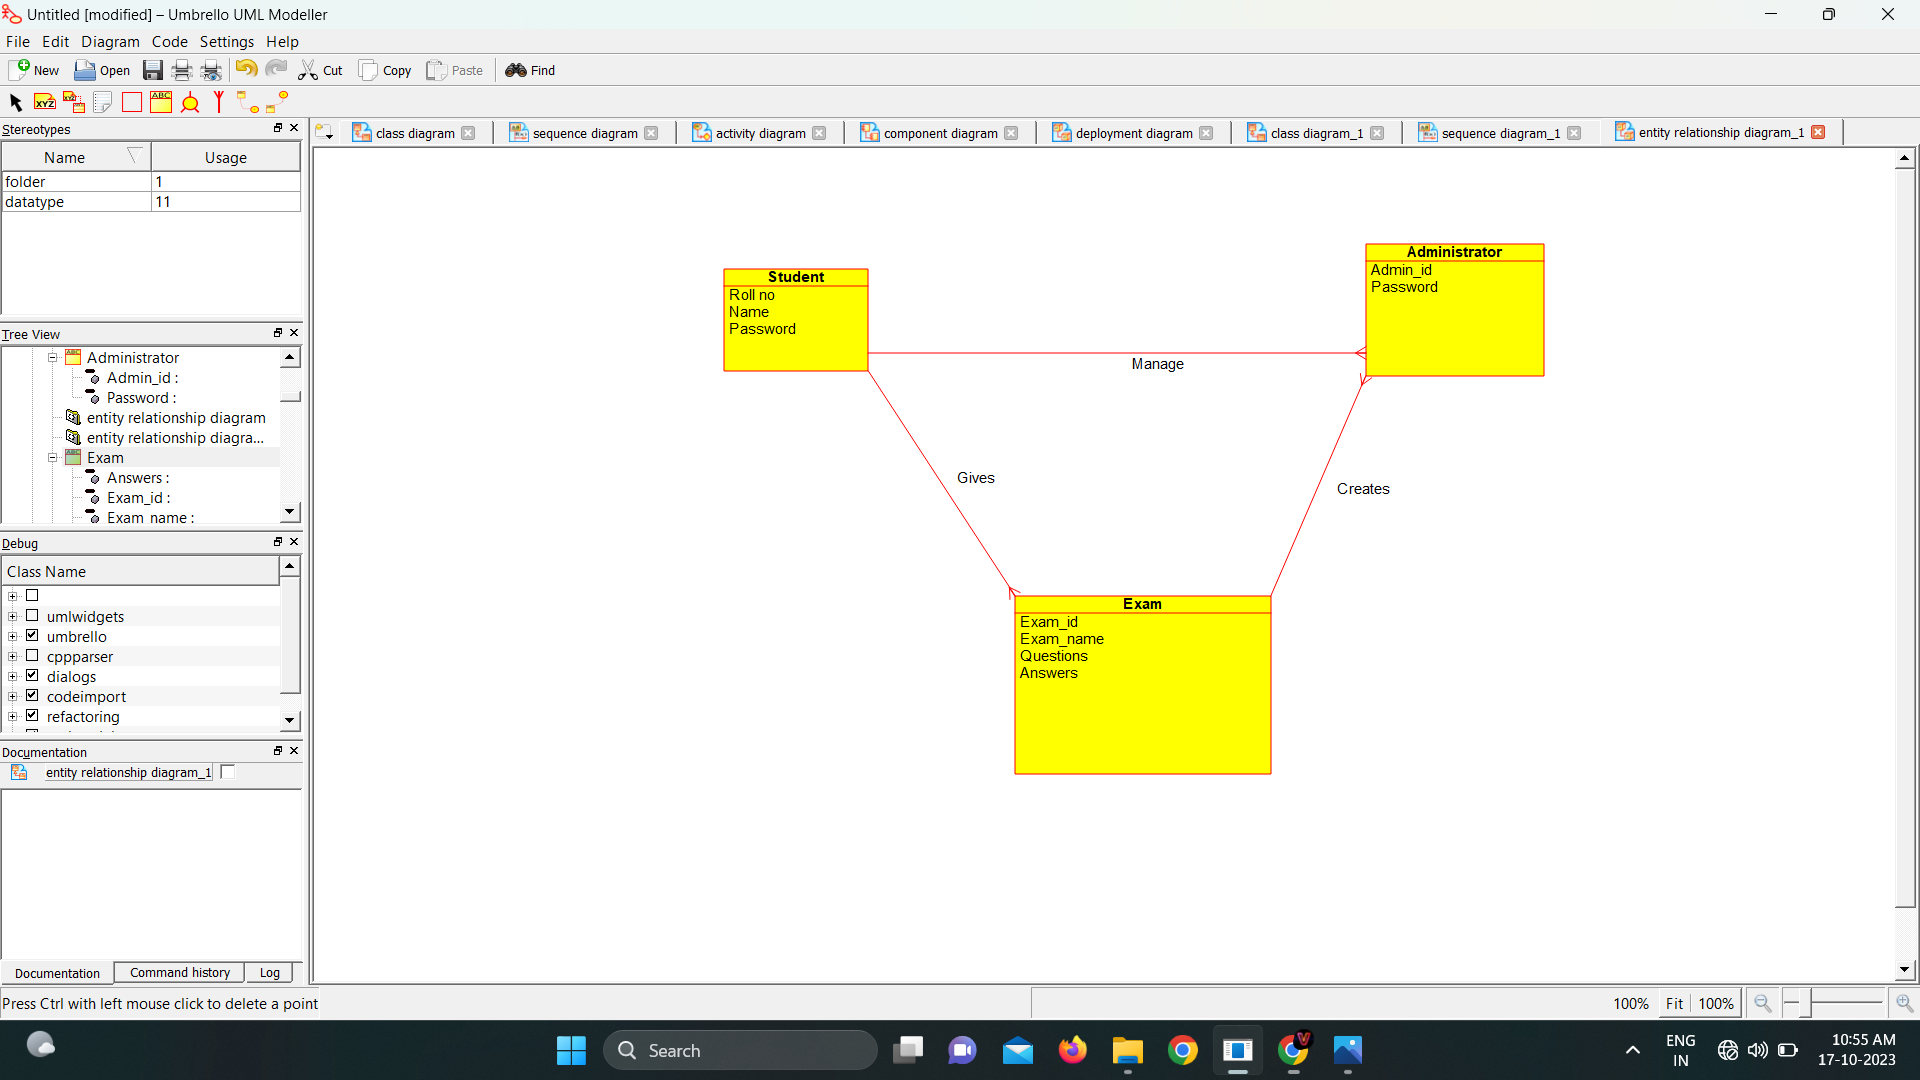 Untitled [modified] – Umbrello UML Modeller
File Edit Diagram Code Settings Help
New Open Cut Copy Paste Find
XYZ XYZ ABC
Stereotypes
Name Usage
folder 1
datatype 11
Tree View
Administrator
Admin_id :
Password :
entity relationship diagram
entity relationship diagra...
Exam
Answers :
Exam_id :
Exam_name :
Debug
Class Name
umlwidgets
umbrello
cppparser
dialogs
codeimport
refactoring
Documentation
entity relationship diagram_1
Documentation Command history Log
class diagram sequence diagram activity diagram component diagram deployment diagram class diagram_1 sequence diagram_1 entity relationship diagram_1
Student
Roll no
Name
Password
Administrator
Admin_id
Password
Manage
Gives
Creates
Exam
Exam_id
Exam_name
Questions
Answers
Press Ctrl with left mouse click to delete a point
100% Fit 100%
Search
ENG
IN
10:55 AM
17-10-2023